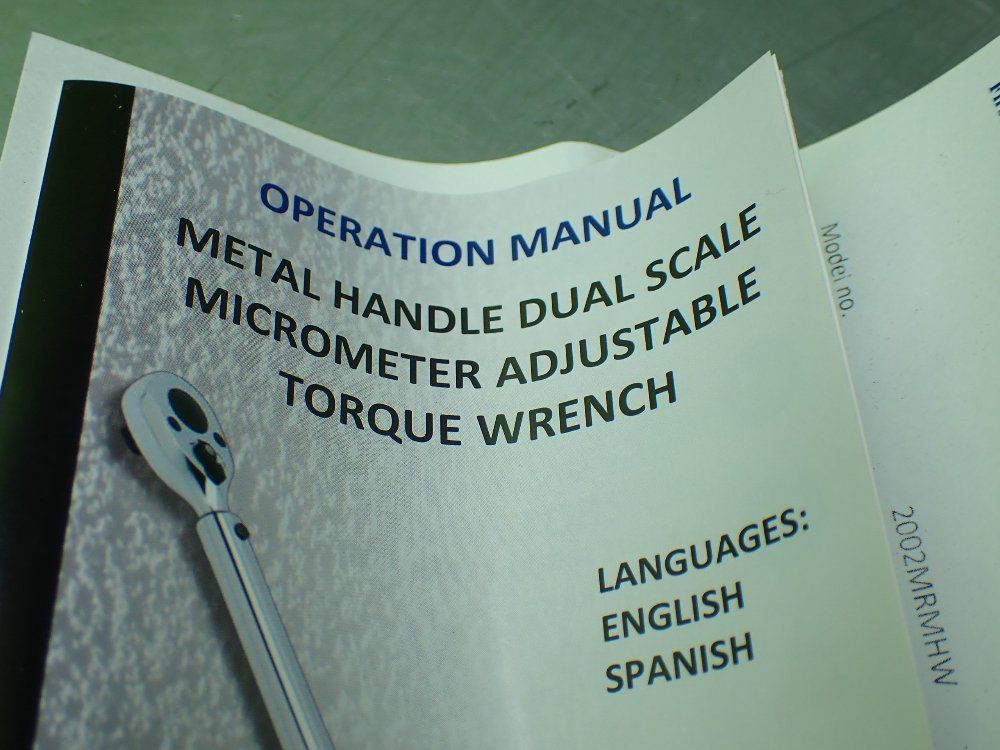 OPERATION MANUAL
METAL HANDLE DUAL SCALE
MICROMETER ADJUSTABLE
TORQUE WRENCH
LANGUAGES:
ENGLISH
SPANISH
Model no.
2002MRMHW